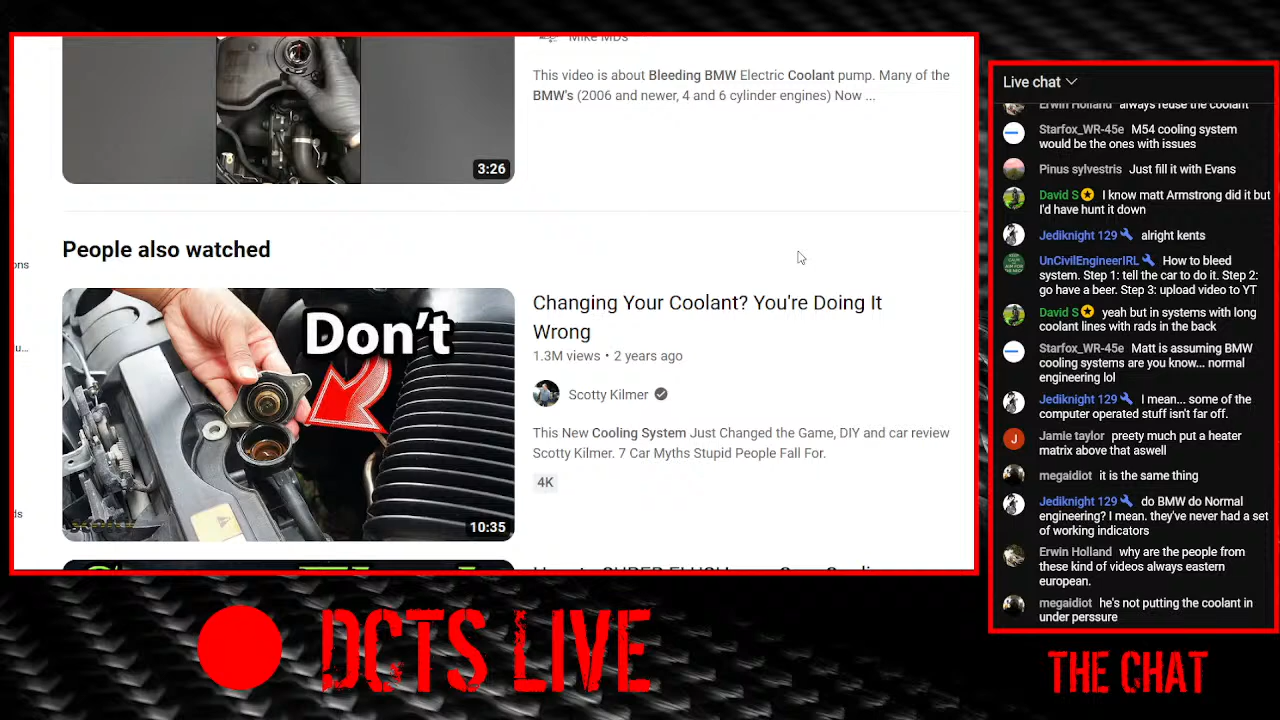 Mike MDs
This video is about Bleeding BMW Electric Coolant pump. Many of the
BMW's (2006 and newer, 4 and 6 cylinder engines) Now ...
3:26
People also watched
ons
u...
ds
Don't
10:35
Changing Your Coolant? You're Doing It
Wrong
1.3M views • 2 years ago
Scotty Kilmer
This New Cooling System Just Changed the Game, DIY and car review
Scotty Kilmer. 7 Car Myths Stupid People Fall For.
4K
DCTS LIVE
Live chat
Erwin Holland always reuse the coolant
Starfox_WR-45e M54 cooling system
would be the ones with issues
Pinus sylvestris Just fill it with Evans
David S I know matt Armstrong did it but
I'd have hunt it down
Jediknight 129 alright kents
UnCivilEngineerIRL How to bleed
system. Step 1: tell the car to do it. Step 2:
go have a beer. Step 3: upload video to YT
David S yeah but in systems with long
coolant lines with rads in the back
Starfox_WR-45e Matt is assuming BMW
cooling systems are you know... normal
engineering lol
Jediknight 129 I mean... some of the
computer operated stuff isn't far off.
J
Jamie taylor preety much put a heater
matrix above that aswell
megaidiot it is the same thing
Jediknight 129 do BMW do Normal
engineering? I mean. they've never had a set
of working indicators
Erwin Holland why are the people from
these kind of videos always eastern
european.
megaidiot he's not putting the coolant in
under perssure
THE CHAT